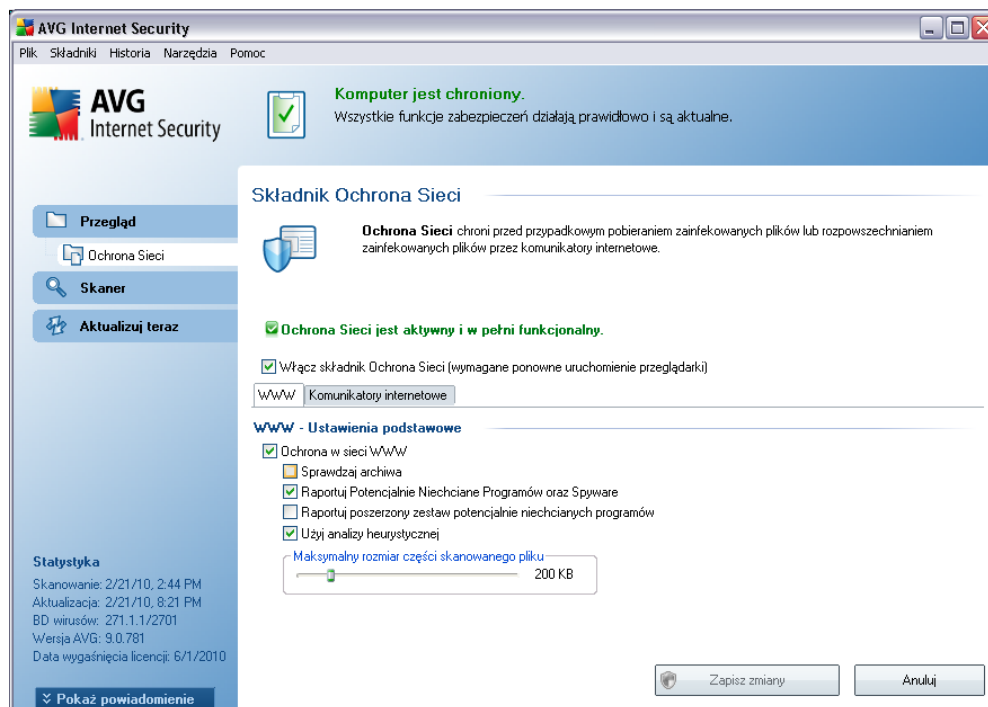 AVG Internet Security
Plik Składniki Historia Narzędzia Pomoc
AVG
Internet Security
Komputer jest chroniony.
Wszystkie funkcje zabezpieczeń działają prawidłowo i są aktualne.
Przegląd
Ochrona Sieci
Skaner
Aktualizuj teraz
Składnik Ochrona Sieci
Ochrona Sieci chroni przed przypadkowym pobieraniem zainfekowanych plików lub rozpowszechnianiem
zainfekowanych plików przez komunikatory internetowe.
Ochrona Sieci jest aktywny i w pełni funkcjonalny.
Włącz składnik Ochrona Sieci (wymagane ponowne uruchomienie przeglądarki)
WWW Komunikatory internetowe
WWW - Ustawienia podstawowe
Ochrona w sieci WWW
Sprawdzaj archiwa
Raportuj Potencjalnie Niechciane Programów oraz Spyware
Raportuj poszerzony zestaw potencjalnie niechcianych programów
Użyj analizy heurystycznej
Maksymalny rozmiar części skanowanego pliku
200 KB
Statystyka
Skanowanie: 2/21/10, 2:44 PM
Aktualizacja: 2/21/10, 8:21 PM
BD wirusów: 271.1.1/2701
Wersja AVG: 9.0.781
Data wygaśnięcia licencji: 6/1/2010
Pokaż powiadomienie
Zapisz zmiany
Anuluj